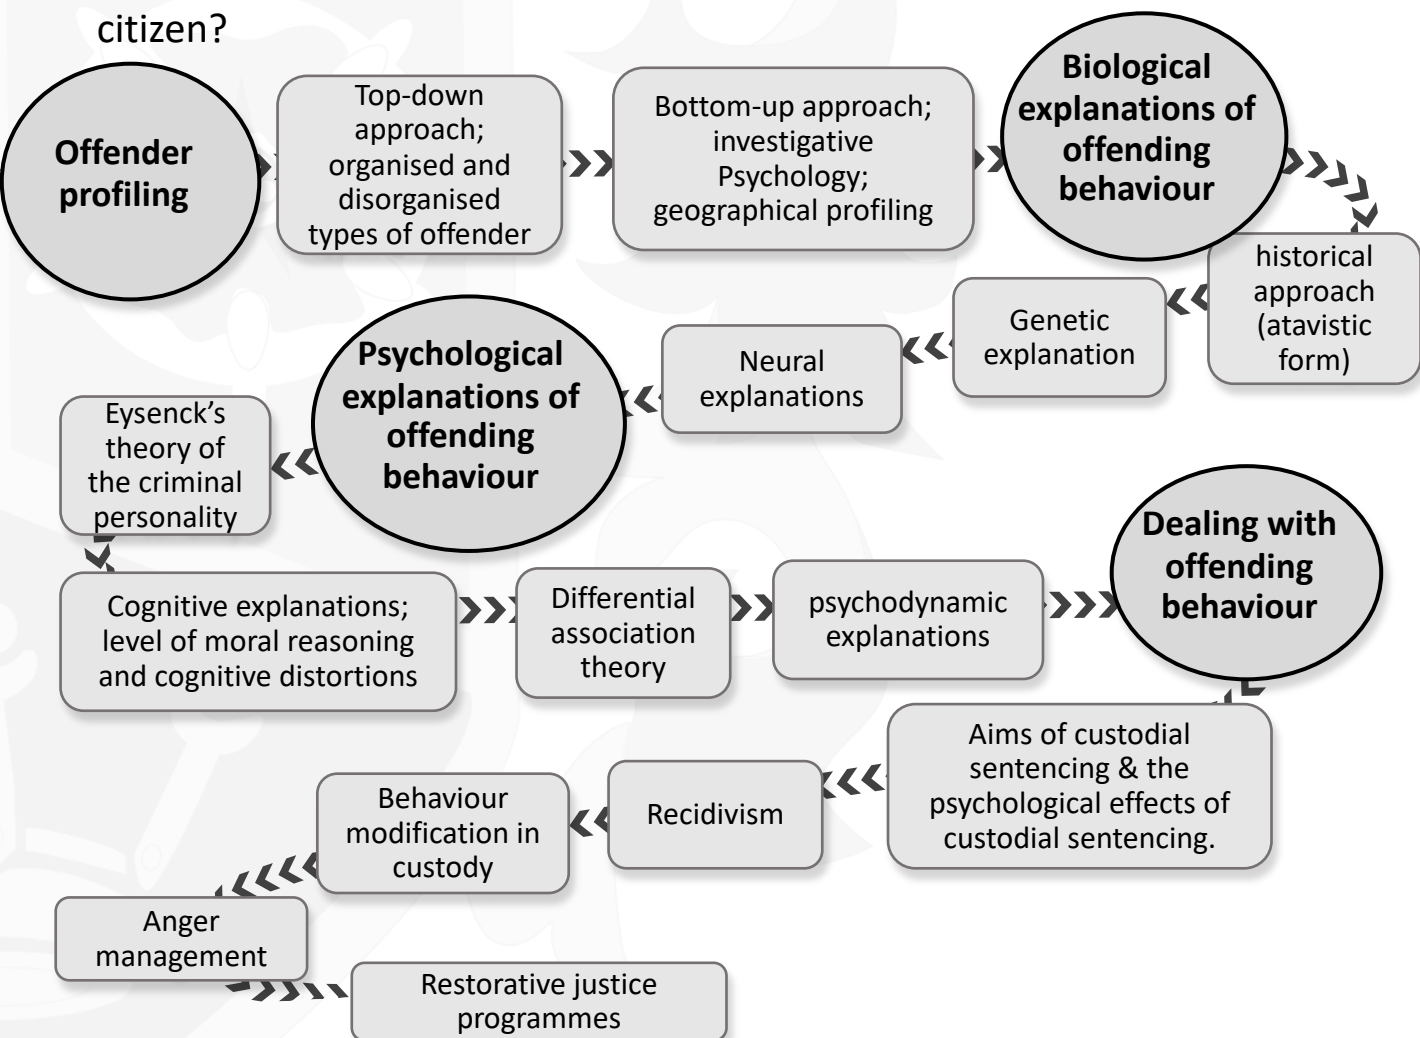 citizen?
Offender
profiling
Top-down
approach;
organised and
disorganised
types of offender
Bottom-up approach;
investigative
Psychology;
geographical profiling
Biological
explanations of
offending
behaviour
historical
approach
(atavistic
form)
Genetic
explanation
Neural
explanations
Psychological
explanations of
offending
behaviour
Eysenck’s
theory of
the criminal
personality
Cognitive explanations;
level of moral reasoning
and cognitive distortions
Differential
association
theory
psychodynamic
explanations
Dealing with
offending
behaviour
Aims of custodial
sentencing & the
psychological effects of
custodial sentencing.
Recidivism
Behaviour
modification in
custody
Anger
management
Restorative justice
programmes